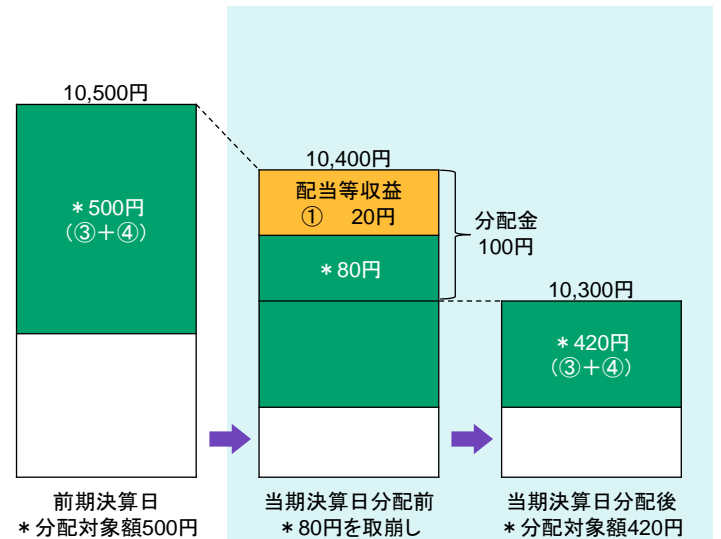 10,500円
＊500円
（③＋④）
10,400円
配当等収益
① 20円
＊80円
分配金
100円
10,300円
＊420円
（③＋④）
前期決算日
＊分配対象額500円
当期決算日分配前
＊80円を取崩し
当期決算日分配後
＊分配対象額420円